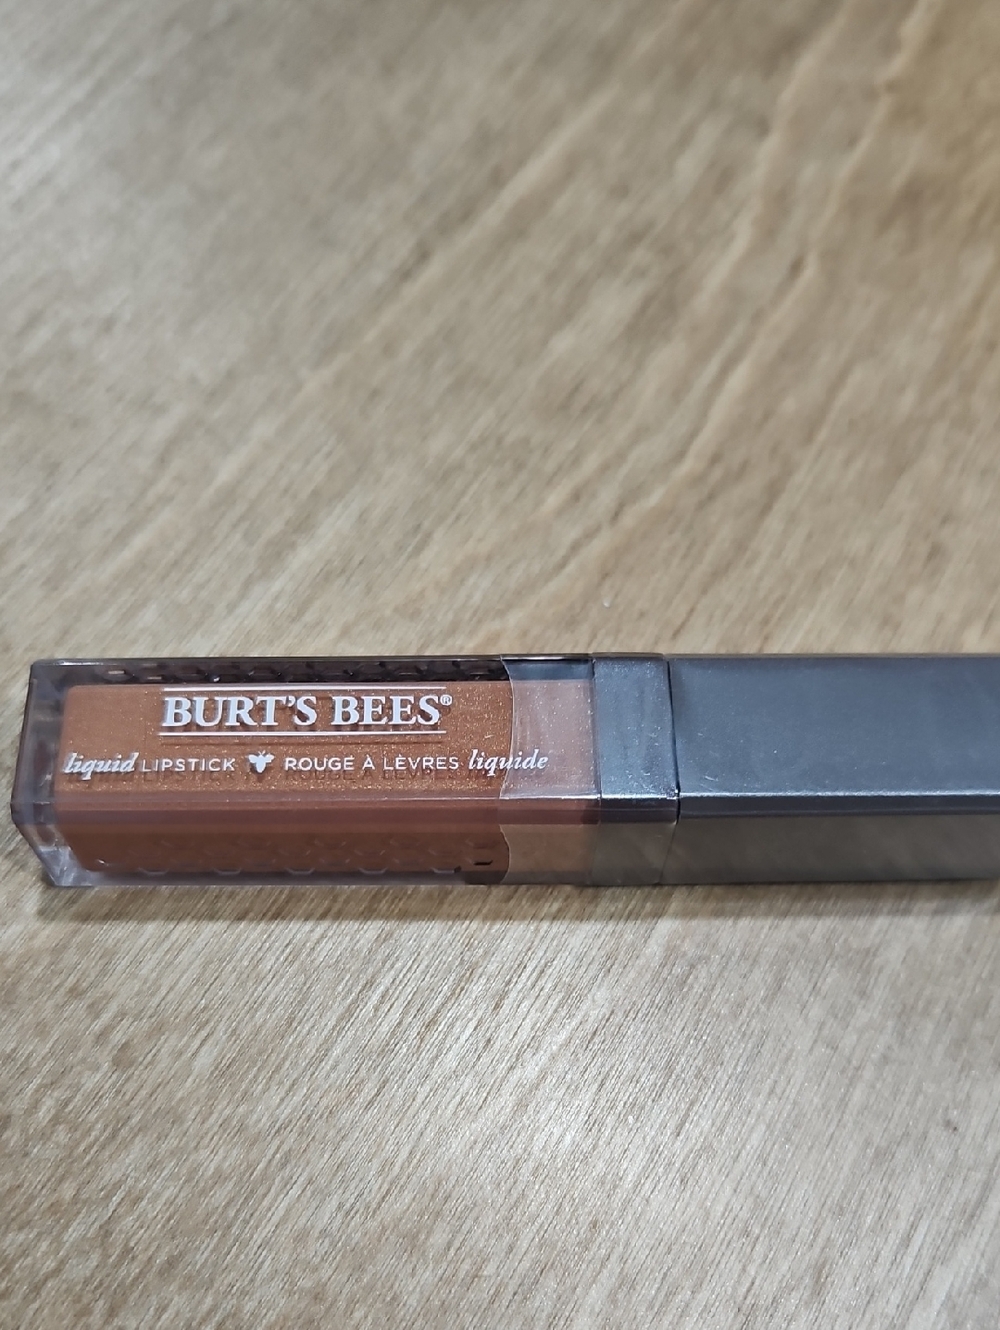 BURT'S BEES®
liquid LIPSTICK ROUGE À LÈVRES liquide